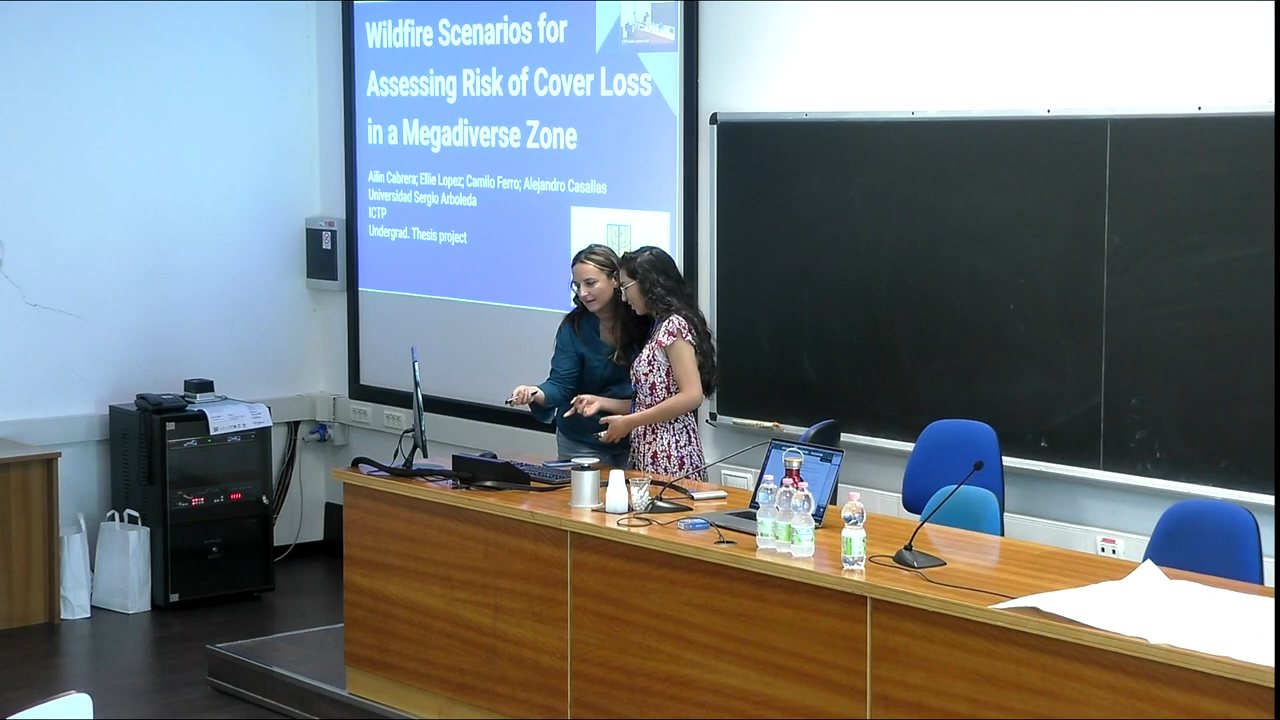 Wildfire Scenarios for
Assessing Risk of Cover Loss
in a Megadiverse Zone
Ailin Cabrera; Ellie Lopez; Camilo Ferro; Alejandro Casallas
Universidad Sergio Arboleda
ICTP
Undergrad. Thesis project